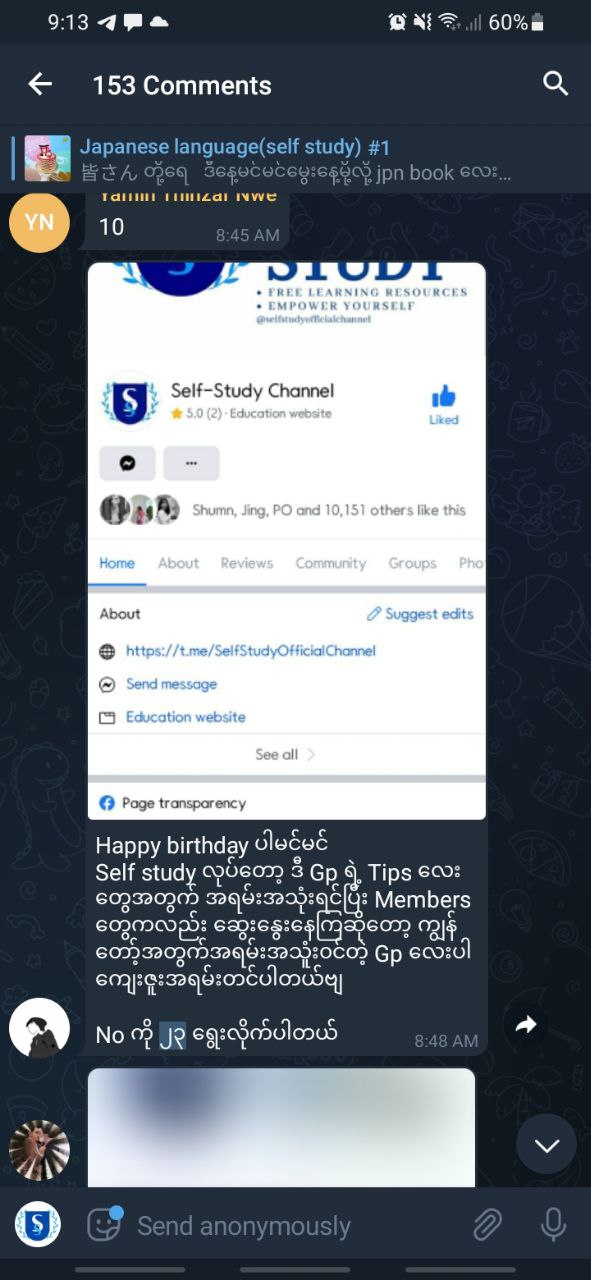 9:13
60%
153 Comments
Japanese language(self study) #1
皆さん တို့ရေ ဒီနေ့မင်မင်မွေးနေ့မို့လို့ jpn book လေး...
Yamin Thinzar Nwe
YN
10
8:45 AM
STUDY
• FREE LEARNING RESOURCES
• EMPOWER YOURSELF
@selfstudyofficialchannel
Self-Study Channel
5.0 (2) · Education website
Liked
Shumn, Jing, PO and 10,151 others like this
Home About Reviews Community Groups Pho
About
Suggest edits
https://t.me/SelfStudyOfficialChannel
Send message
Education website
See all
Page transparency
Happy birthday ပါမင်မင်
Self study လုပ်တော့ ဒီ Gp ရဲ့ Tips လေး
တွေအတွက် အရမ်းအသုံးရင်ပြီး Members
တွေကလည်း ဆွေးနွေးနေကြဆိုတော့ ကျွန်
တော့်အတွက်အရမ်းအသုံးဝင်တဲ့ Gp လေးပါ
ကျေးဇူးအရမ်းတင်ပါတယ်ဗျ
No ကို ၂၃ ရွေးလိုက်ပါတယ်
8:48 AM
Send anonymously